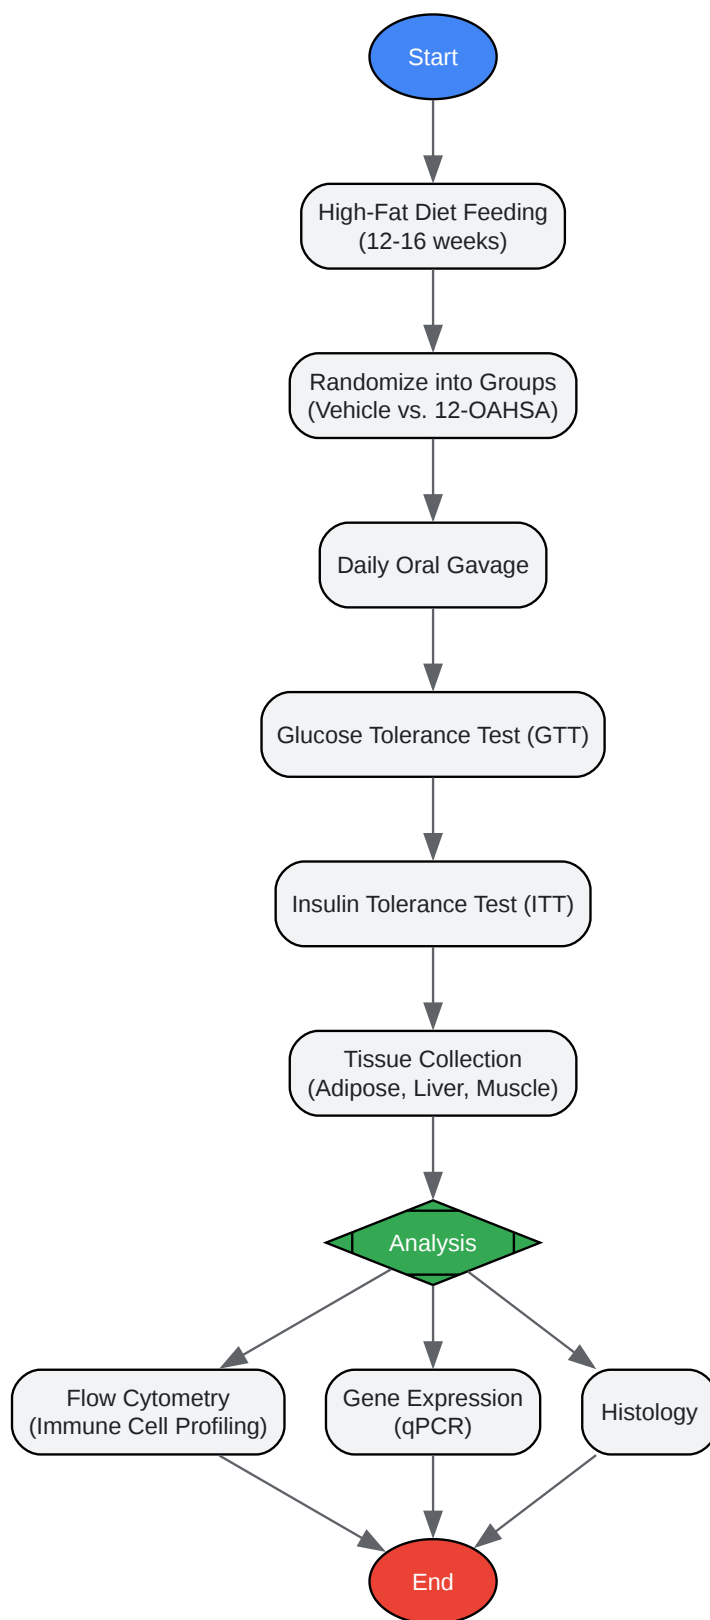 Start
High-Fat Diet Feeding
(12-16 weeks)
Randomize into Groups
(Vehicle vs. 12-OAHSA)
Daily Oral Gavage
Glucose Tolerance Test (GTT)
Insulin Tolerance Test (ITT)
Tissue Collection
(Adipose, Liver, Muscle)
Analysis
Flow Cytometry
(Immune Cell Profiling)
Gene Expression
(qPCR)
Histology
End